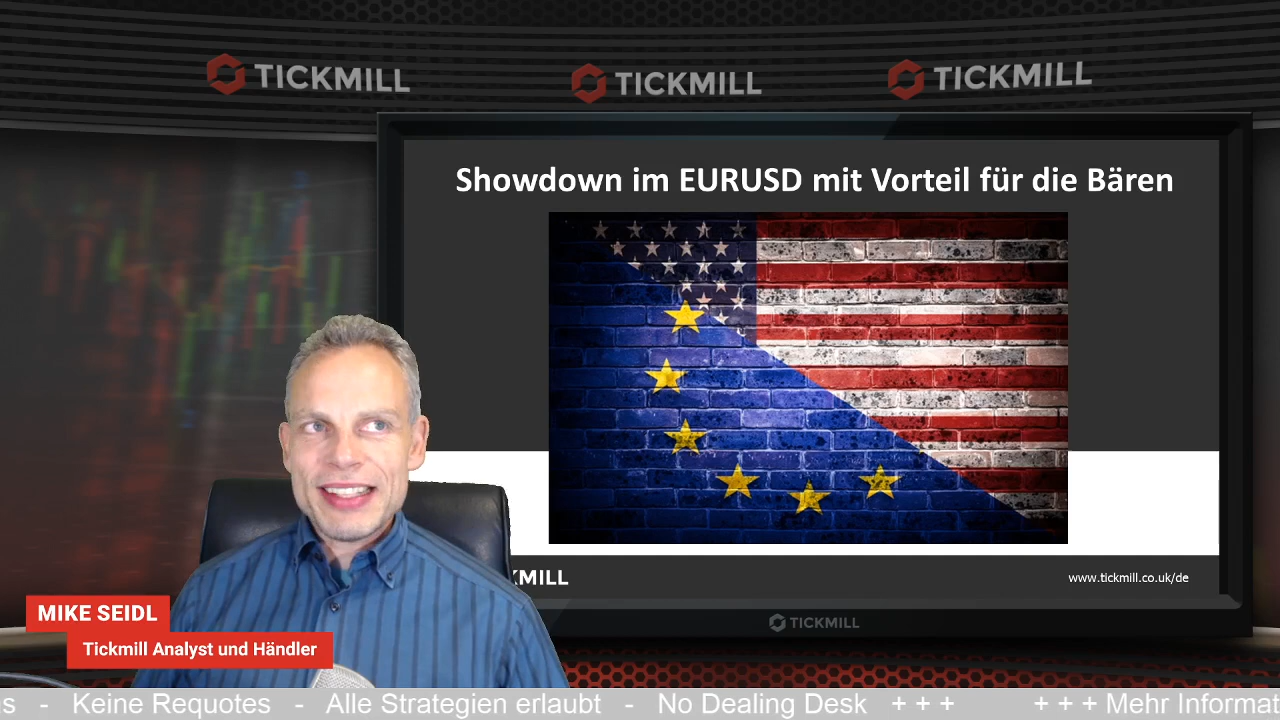 TICKMILL
TICKMILL
TICKMILL
Showdown im EURUSD mit Vorteil für die Bären
KMILL
www.tickmill.co.uk/de
TICKMILL
MIKE SEIDL
Tickmill Analyst und Händler
s - Keine Requotes - Alle Strategien erlaubt - No Dealing Desk + + + + + + Mehr Informat